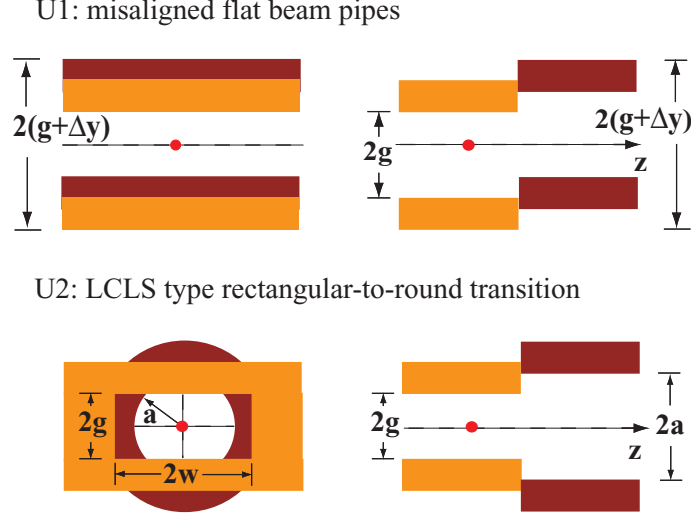 U1: misaligned flat beam pipes
2(g+Δy)
2g
2(g+Δy)
z
U2: LCLS type rectangular-to-round transition
2g
a
2w
2g
2a
z